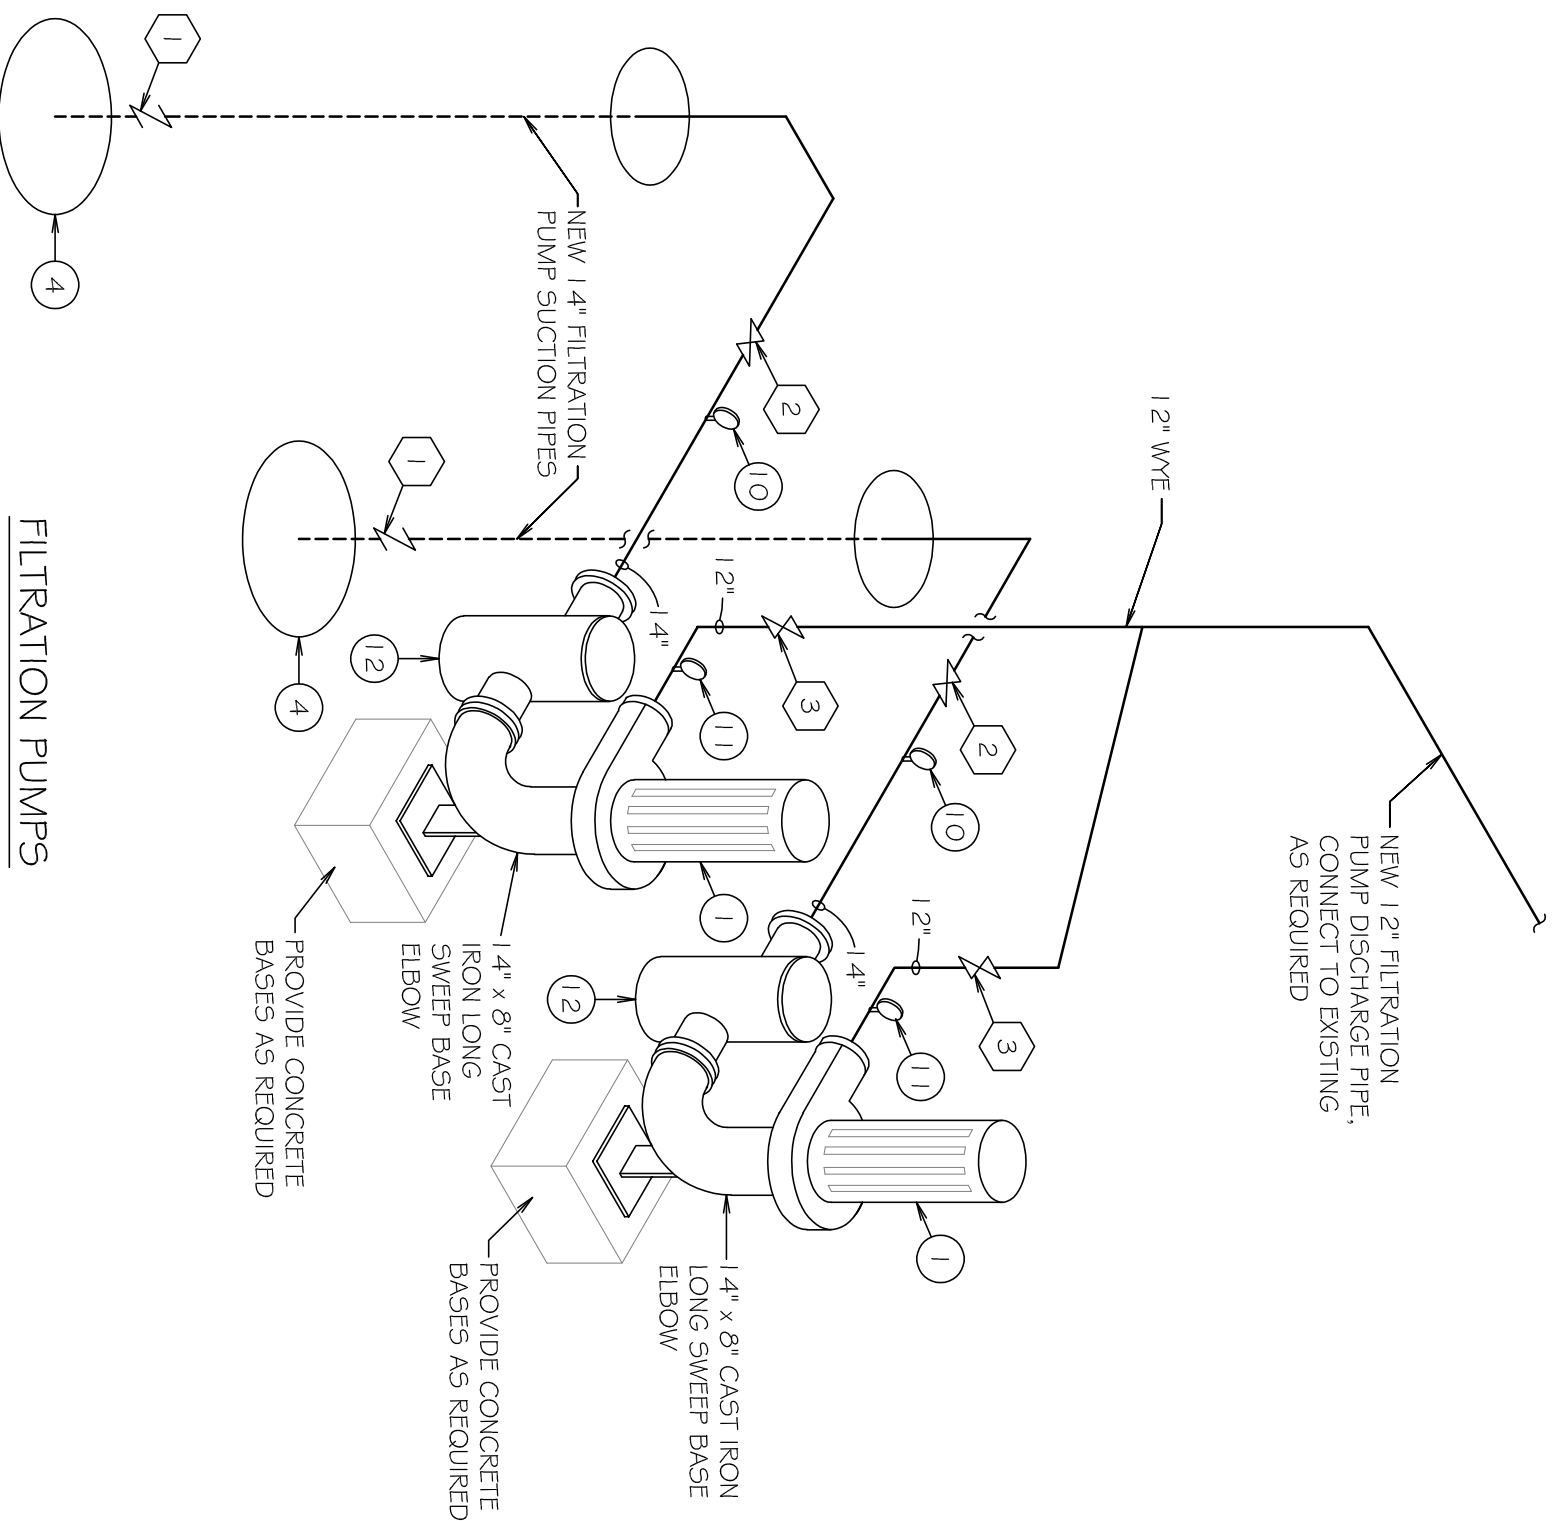 NEW 12" FILTRATION
PUMP DISCHARGE PIPE,
CONNECT TO EXISTING
AS REQUIRED
12" WYE
3
12"
11
1
2
10
14"
12
14" x 8" CAST IRON
LONG SWEEP BASE
ELBOW
PROVIDE CONCRETE
BASES AS REQUIRED
2
10
3
12"
11
1
14"
12
14" x 8" CAST
IRON LONG
SWEEP BASE
ELBOW
PROVIDE CONCRETE
BASES AS REQUIRED
NEW 14" FILTRATION
PUMP SUCTION PIPES
1
4
1
4
FILTRATION PUMPS